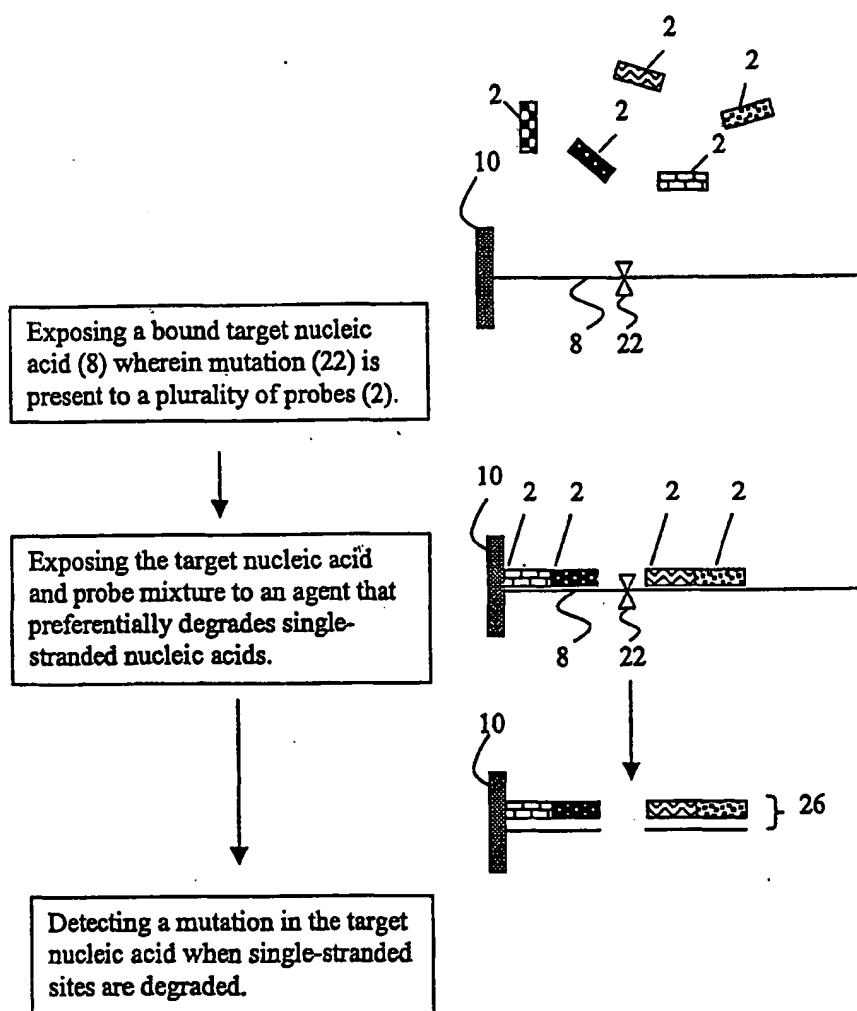 2
2
2
2
2
10
8
22
Exposing a bound target nucleic
acid (8) wherein mutation (22) is
present to a plurality of probes (2).
10
2
2
2
2
Exposing the target nucleic acid
and probe mixture to an agent that
preferentially degrades single-
stranded nucleic acids.
8
22
10
26
Detecting a mutation in the target
nucleic acid when single-stranded
sites are degraded.